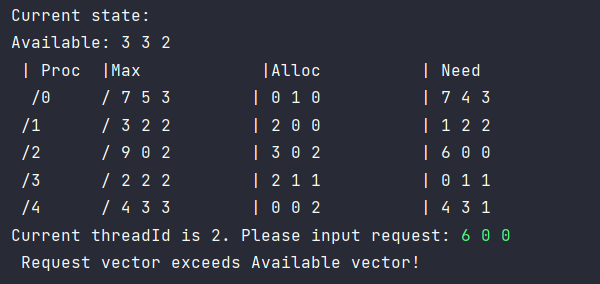 Current state:
Available: 3 3 2
| Proc |Max |Alloc | Need
/0 / 7 5 3 | 0 1 0 | 7 4 3
/1 / 3 2 2 | 2 0 0 | 1 2 2
/2 / 9 0 2 | 3 0 2 | 6 0 0
/3 / 2 2 2 | 2 1 1 | 0 1 1
/4 / 4 3 3 | 0 0 2 | 4 3 1
Current threadId is 2. Please input request: 6 0 0
Request vector exceeds Available vector!